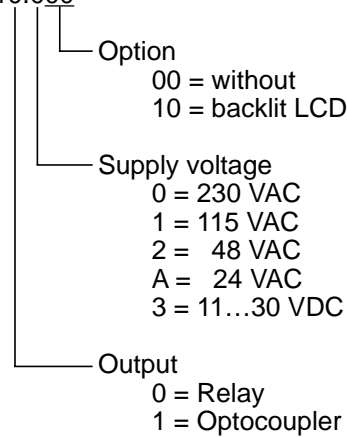 Option
00 = without
10 = backlit LCD
Supply voltage
0 = 230 VAC
1 = 115 VAC
2 = 48 VAC
A = 24 VAC
3 = 11…30 VDC
Output
0 = Relay
1 = Optocoupler